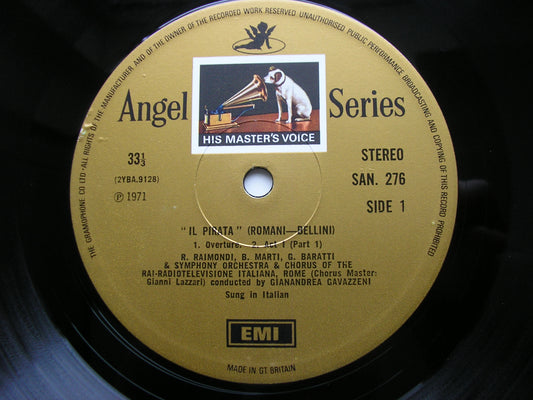 THE GRAMOPHONE CO LTD · ALL RIGHTS OF THE MANUFACTURER AND OF THE OWNER OF THE RECORDED WORK RESERVED UNAUTHORISED PUBLIC PERFORMANCE BROADCASTING AND COPYING OF THIS RECORD PROHIBITED
Angel Series
HIS MASTER'S VOICE
33⅓ STEREO
(2YBA.9128) SAN. 276
Ⓟ 1971 SIDE 1
"IL PIRATA" (ROMANI—BELLINI)
1. Overture. 2. Act I (Part 1)
R. RAIMONDI, B. MARTI, G. BARATTI
& SYMPHONY ORCHESTRA & CHORUS OF THE
RAI-RADIOTELEVISIONE ITALIANA, ROME (Chorus Master:
Gianni Lazzari) conducted by GIANANDREA GAVAZZENI
Sung in Italian
EMI
MADE IN GT BRITAIN